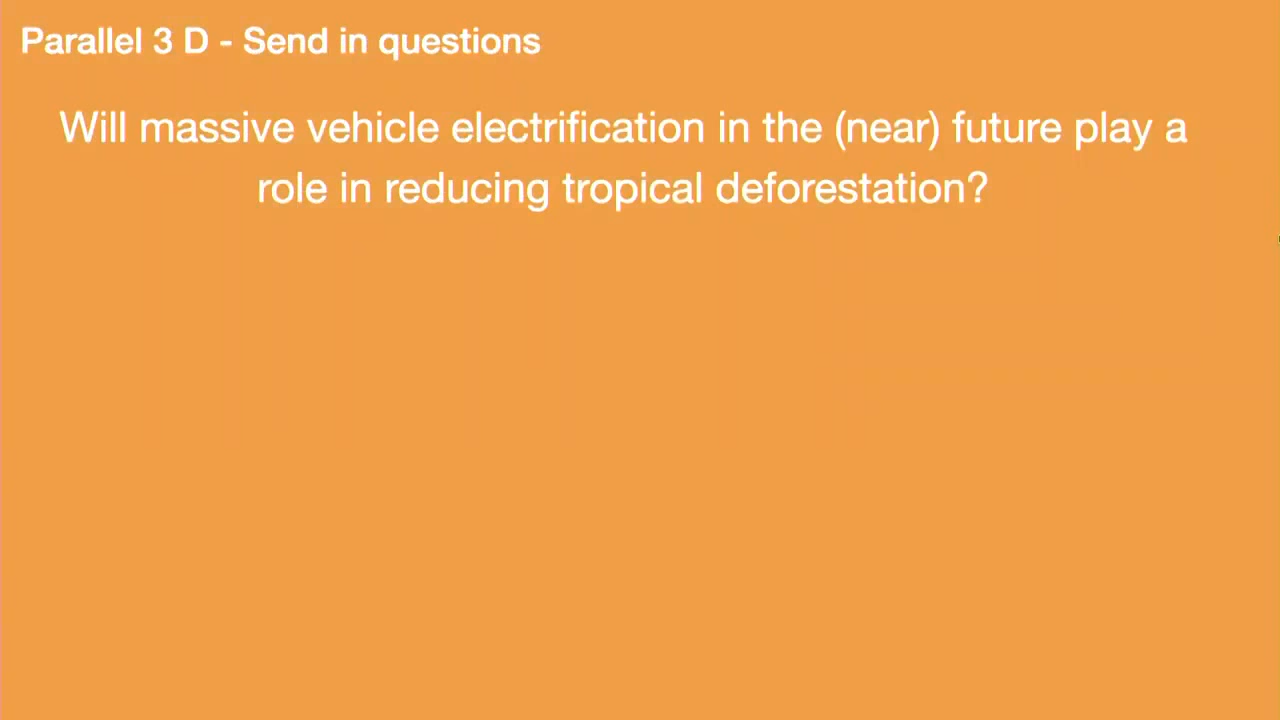 Parallel 3 D - Send in questions
Will massive vehicle electrification in the (near) future play a
role in reducing tropical deforestation?